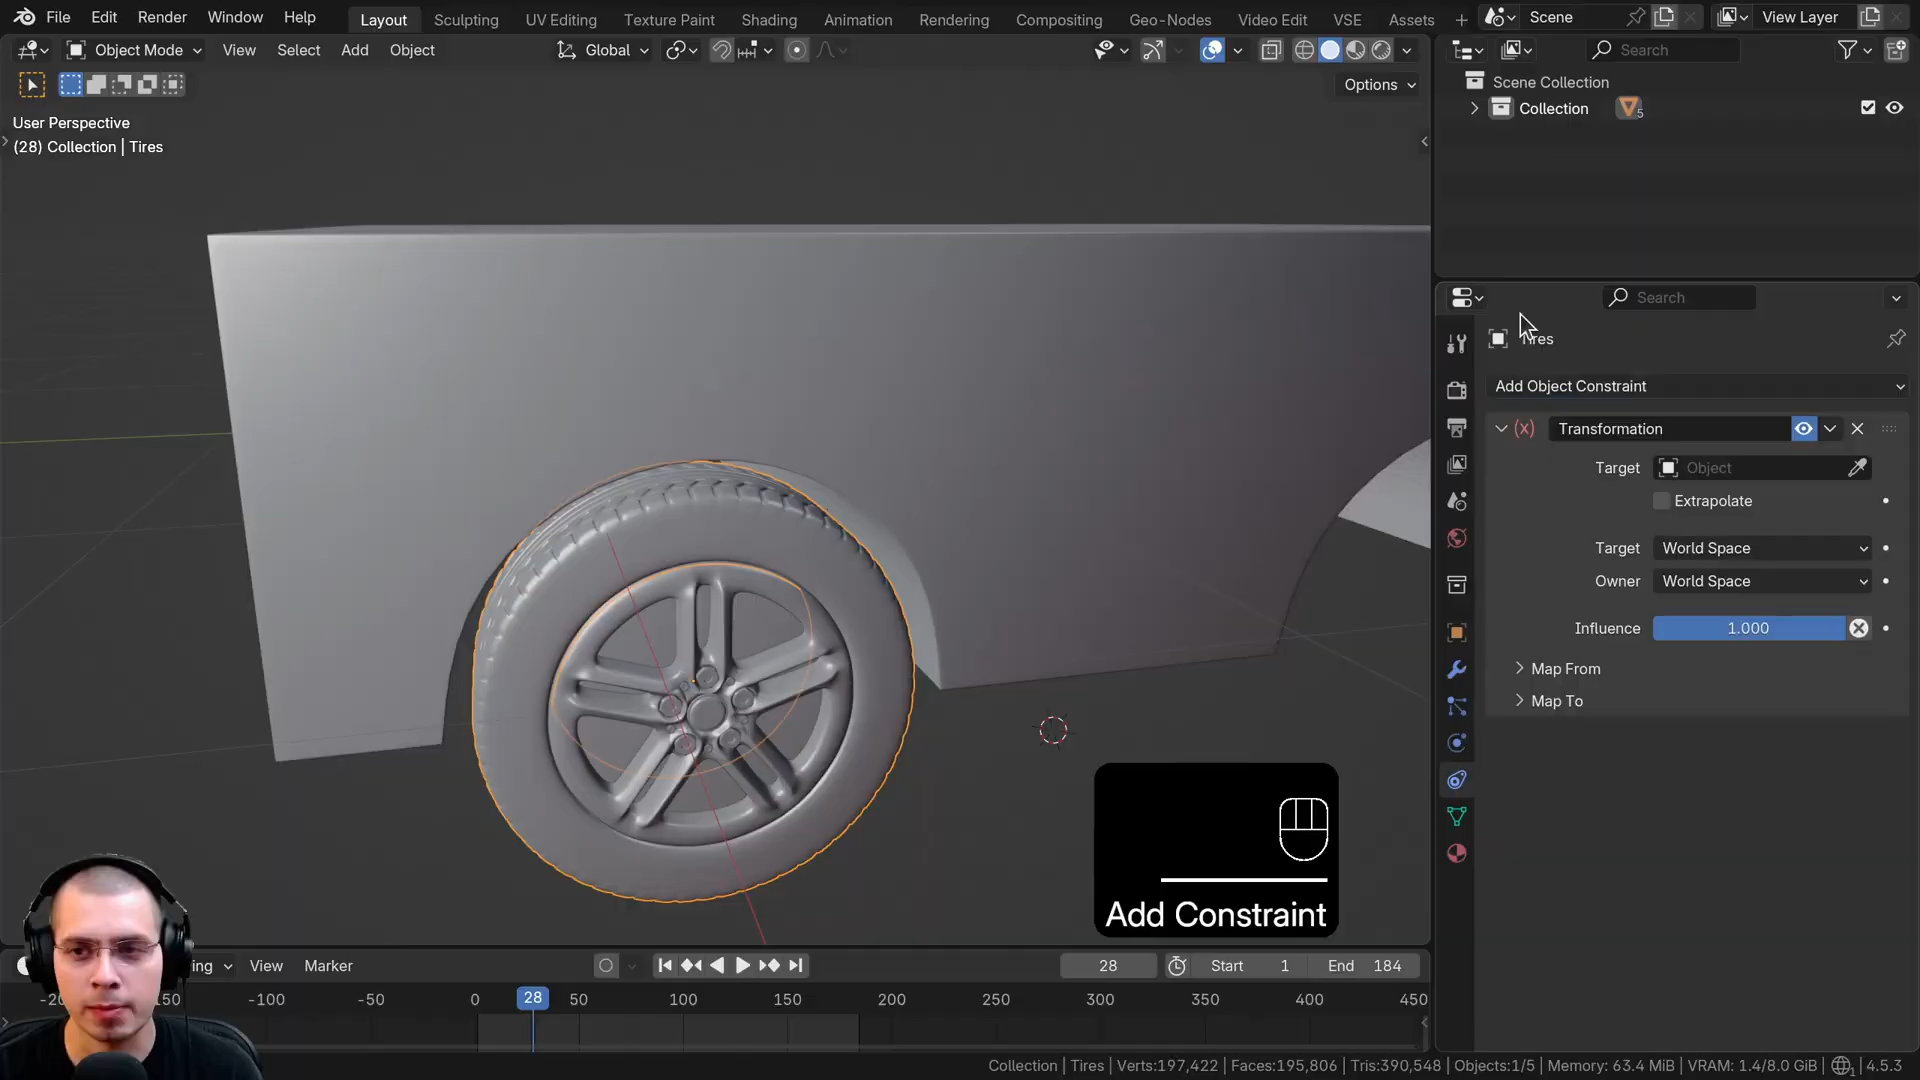 File Edit Render Window Help Layout Sculpting UV Editing Texture Paint Shading Animation Rendering Compositing Geo-Nodes Video Edit VSE Assets + Scene View Layer
Object Mode View Select Add Object Global Search
Options
Scene Collection
Collection 5
User Perspective
(28) Collection | Tires
Search
Tires
Add Object Constraint
Transformation
Target Object
Extrapolate
Target World Space
Owner World Space
Influence 1.000
Map From
Map To
Add Constraint
View Marker 28 Start 1 End 184
-100 -50 0 28 50 100 150 200 250 300 350 400 450
Collection | Tires | Verts:197,422 | Faces:195,806 | Tris:390,548 | Objects:1/5 | Memory: 63.4 MiB | VRAM: 1.4/8.0 GiB | 4.5.3